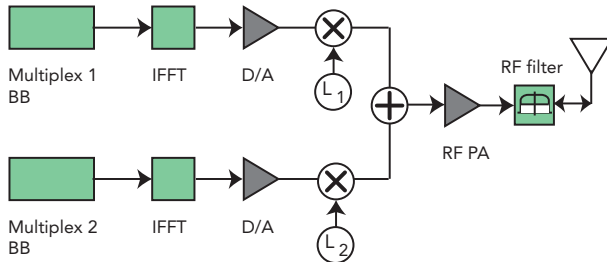 Multiplex 1
BB
IFFT
D/A
L1
RF filter
RF PA
Multiplex 2
BB
IFFT
D/A
L2